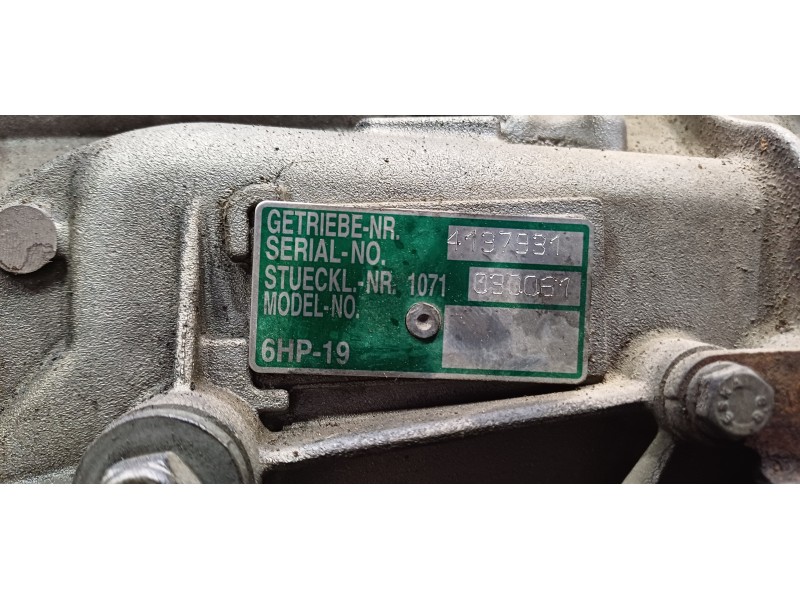 GETRIEBE-NR.
SERIAL-NO. 4197991
STUECKL.-NR. 1071 030061
MODEL-NO.
6HP-19